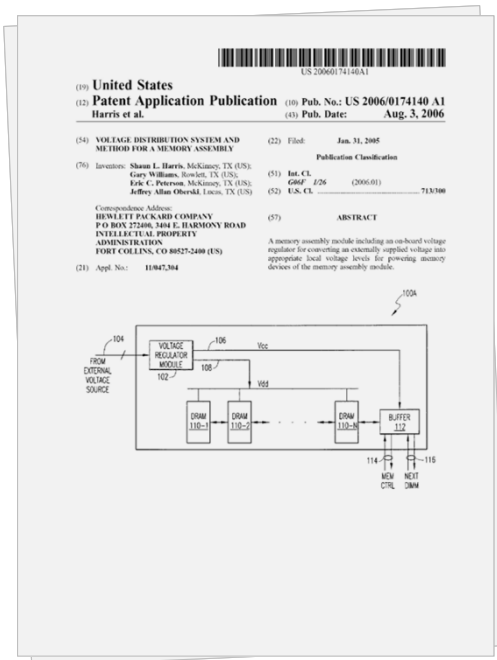 US 20060174140A1
(19) United States
(12) Patent Application Publication (10) Pub. No.: US 2006/0174140 A1
Harris et al. (43) Pub. Date: Aug. 3, 2006
(54) VOLTAGE DISTRIBUTION SYSTEM AND
METHOD FOR A MEMORY ASSEMBLY
(76) Inventors: Shaun L. Harris, McKinney, TX (US);
Gary Williams, Rowlett, TX (US);
Eric C. Peterson, McKinney, TX (US);
Jeffrey Allan Oberski, Lucas, TX (US)
Correspondence Address:
HEWLETT PACKARD COMPANY
P O BOX 272400, 3404 E. HARMONY ROAD
INTELLECTUAL PROPERTY
ADMINISTRATION
FORT COLLINS, CO 80527-2400 (US)
(21) Appl. No.: 11/047,304
(22) Filed: Jan. 31, 2005
Publication Classification
(51) Int. Cl.
G06F 1/26 (2006.01)
(52) U.S. Cl. 713/300
(57) ABSTRACT
A memory assembly module including an on-board voltage
regulator for converting an externally supplied voltage into
appropriate local voltage levels for powering memory
devices of the memory assembly module.
100A
104
FROM
EXTERNAL
VOLTAGE
SOURCE
VOLTAGE
REGULATOR
MODULE
102
106
Vcc
108
Vdd
DRAM
110-1
DRAM
110-2
DRAM
110-N
BUFFER
112
114
116
MEM
CTRL
NEXT
DIMM